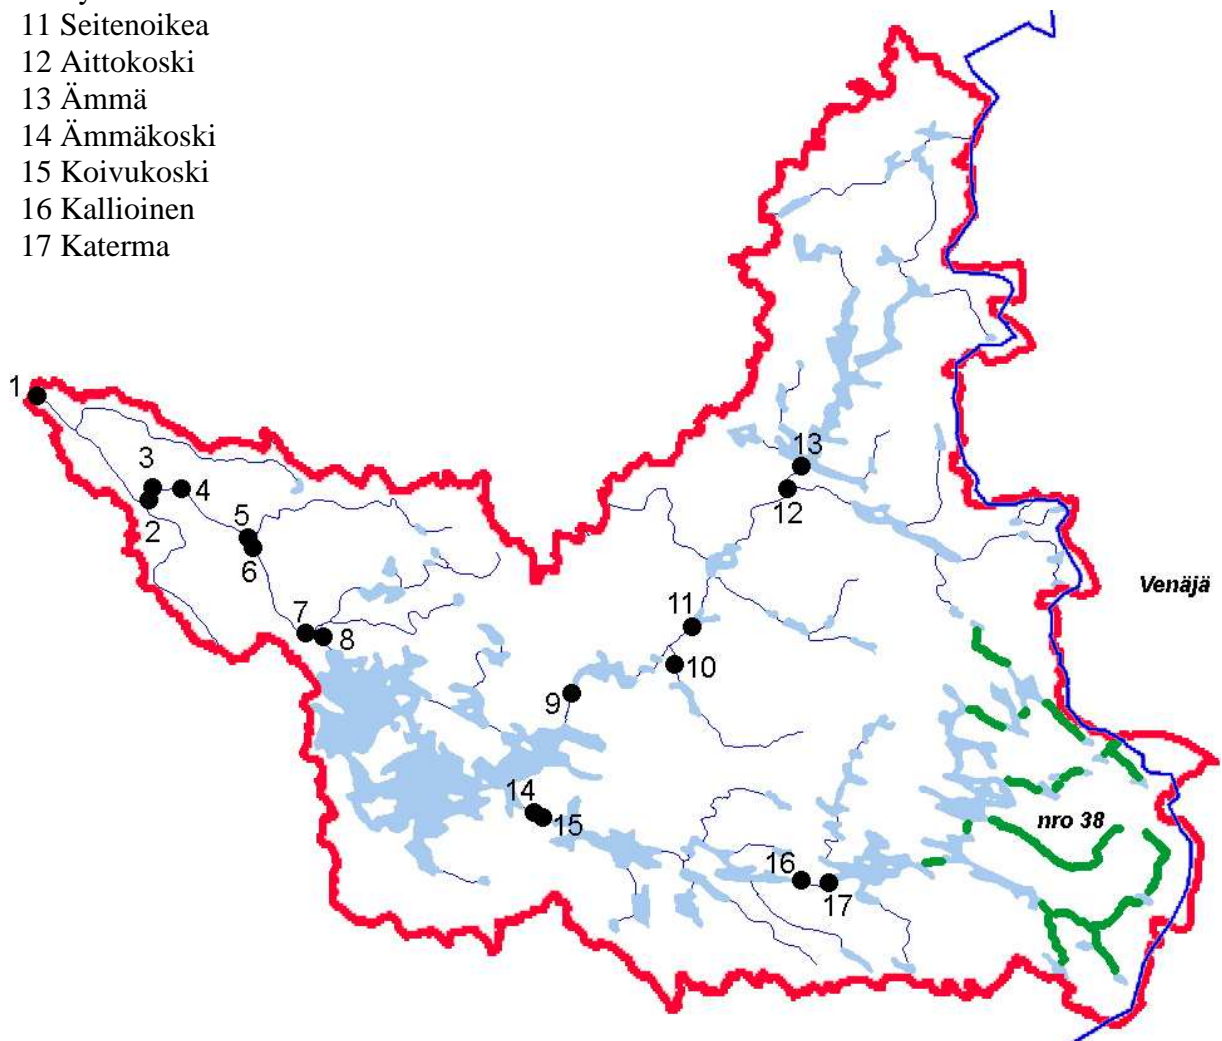 11 Seitenoikea
12 Aittokoski
13 Ämmä
14 Ämmäkoski
15 Koivukoski
16 Kallioinen
17 Katerma
1
13
3
4
12
2
5
6
Venäjä
7
8
11
10
9
14
15
nro 38
16
17